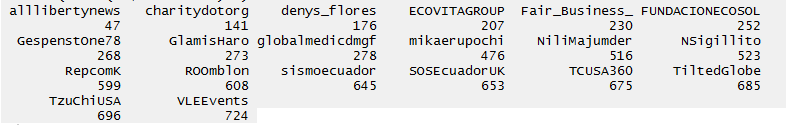 alllibertynews charitydotorg denys_flores ECOVITAGROUP Fair_Business_ FUNDACIONECOSOL
47 141 176 207 230 252
GespenstOne78 GlamisHaro globalmedicdmgf mikaerupochi NiliMajumder NSigillito
268 273 278 476 516 523
RepcomK ROOmblon sismoecuador SOSEcuadorUK TCUSA360 TiltedGlobe
599 608 645 653 675 685
TzuChiUSA VLEEvents
696 724